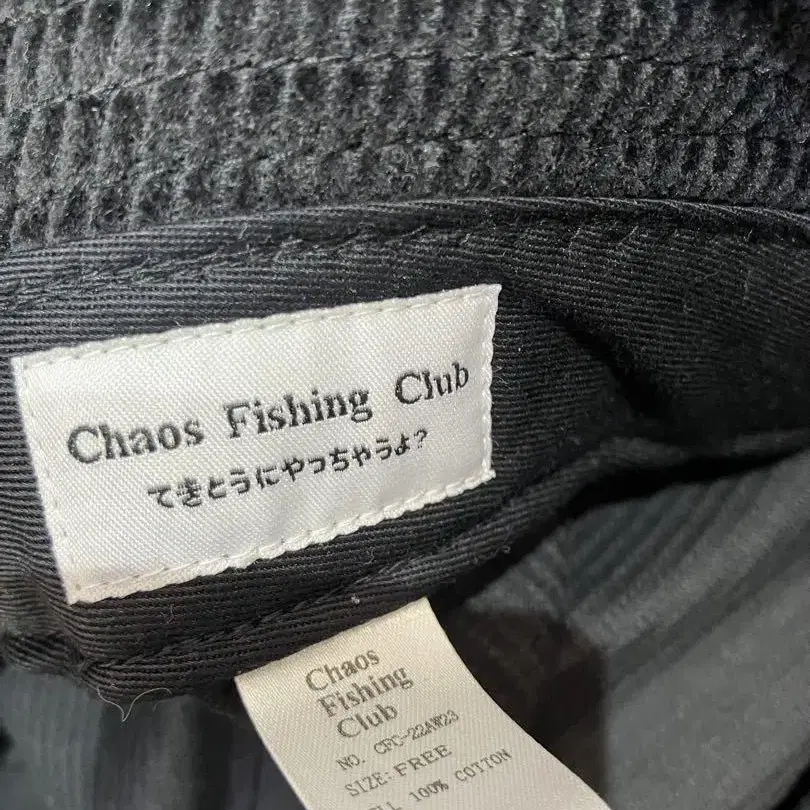 Chaos Fishing Club
てきとうにやっちゃうよ?
Chaos
Fishing
Club
NO. CFC-22AW23
SIZE: FREE
100% COTTON